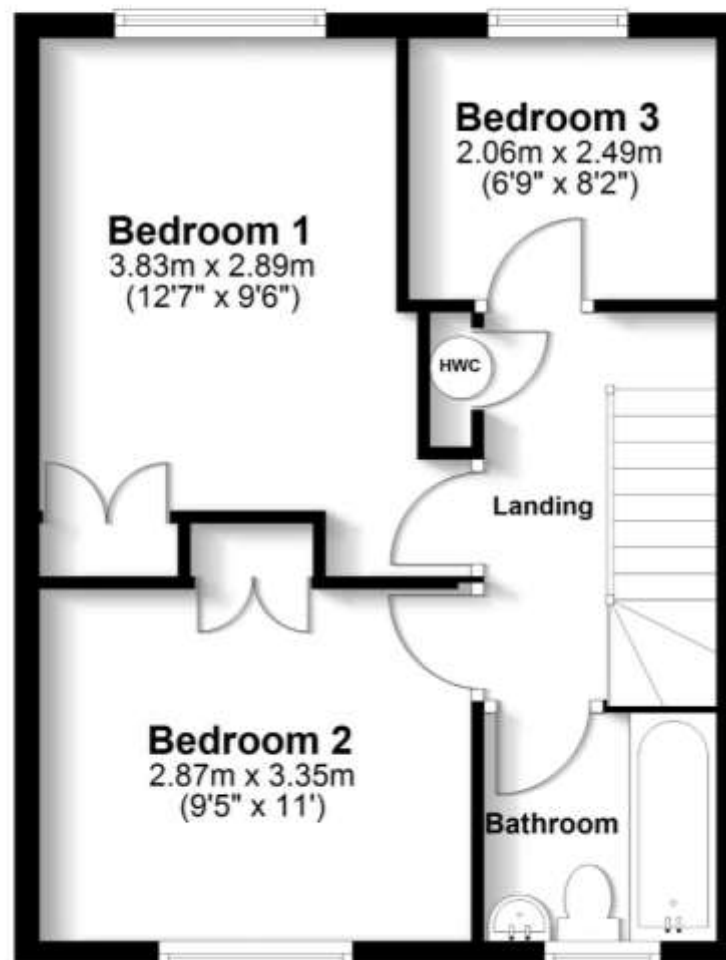 Bedroom 3
2.06m x 2.49m
(6'9" x 8'2")
Bedroom 1
3.83m x 2.89m
(12'7" x 9'6")
HWC
Landing
Bedroom 2
2.87m x 3.35m
(9'5" x 11')
Bathroom